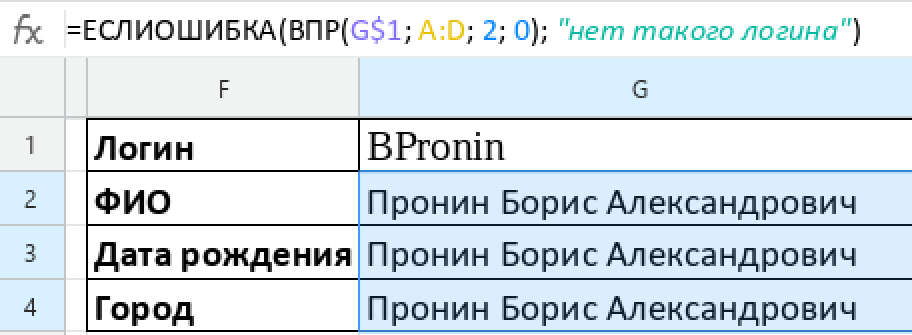 fx =ЕСЛИОШИБКА(ВПР(G$1; A:D; 2; 0); "нет такого логина")
F G
1 Логин BPronin
2 ФИО Пронин Борис Александрович
3 Дата рождения Пронин Борис Александрович
4 Город Пронин Борис Александрович